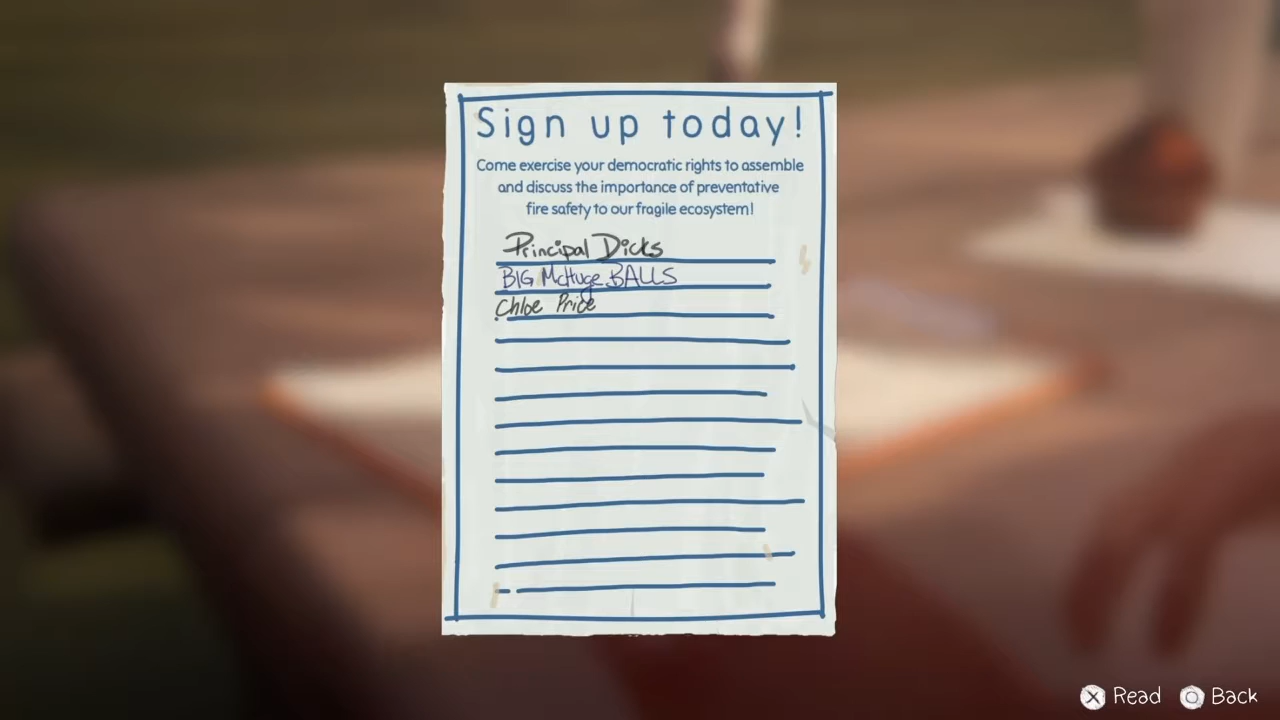 Sign up today!
Come exercise your democratic rights to assemble
and discuss the importance of preventative
fire safety to our fragile ecosystem!
Principal Dicks
BIG McHuge BALLS
Chloe Price
Read Back